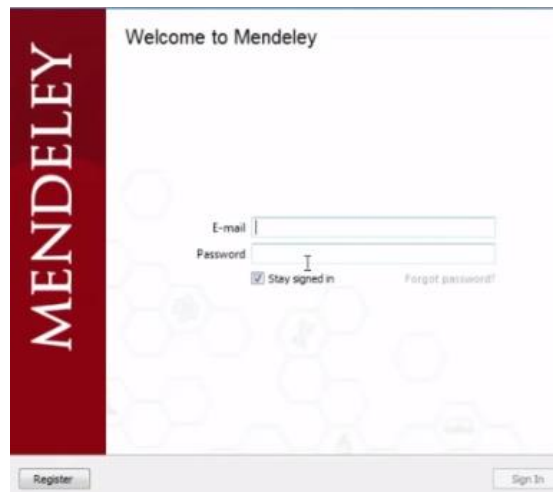 MENDELEY
Welcome to Mendeley
E-mail
Password
Stay signed in Forgot password?
Register Sign In